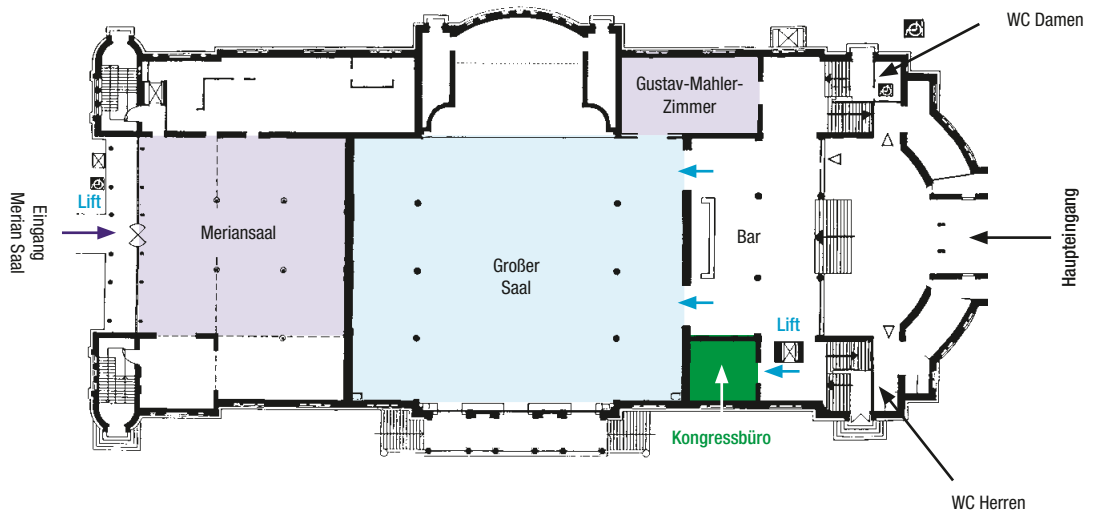 WC Damen
Gustav-Mahler-
Zimmer
Lift
Eingang
Merian Saal
Meriansaal
Großer
Saal
Bar
Haupteingang
Lift
Kongressbüro
WC Herren